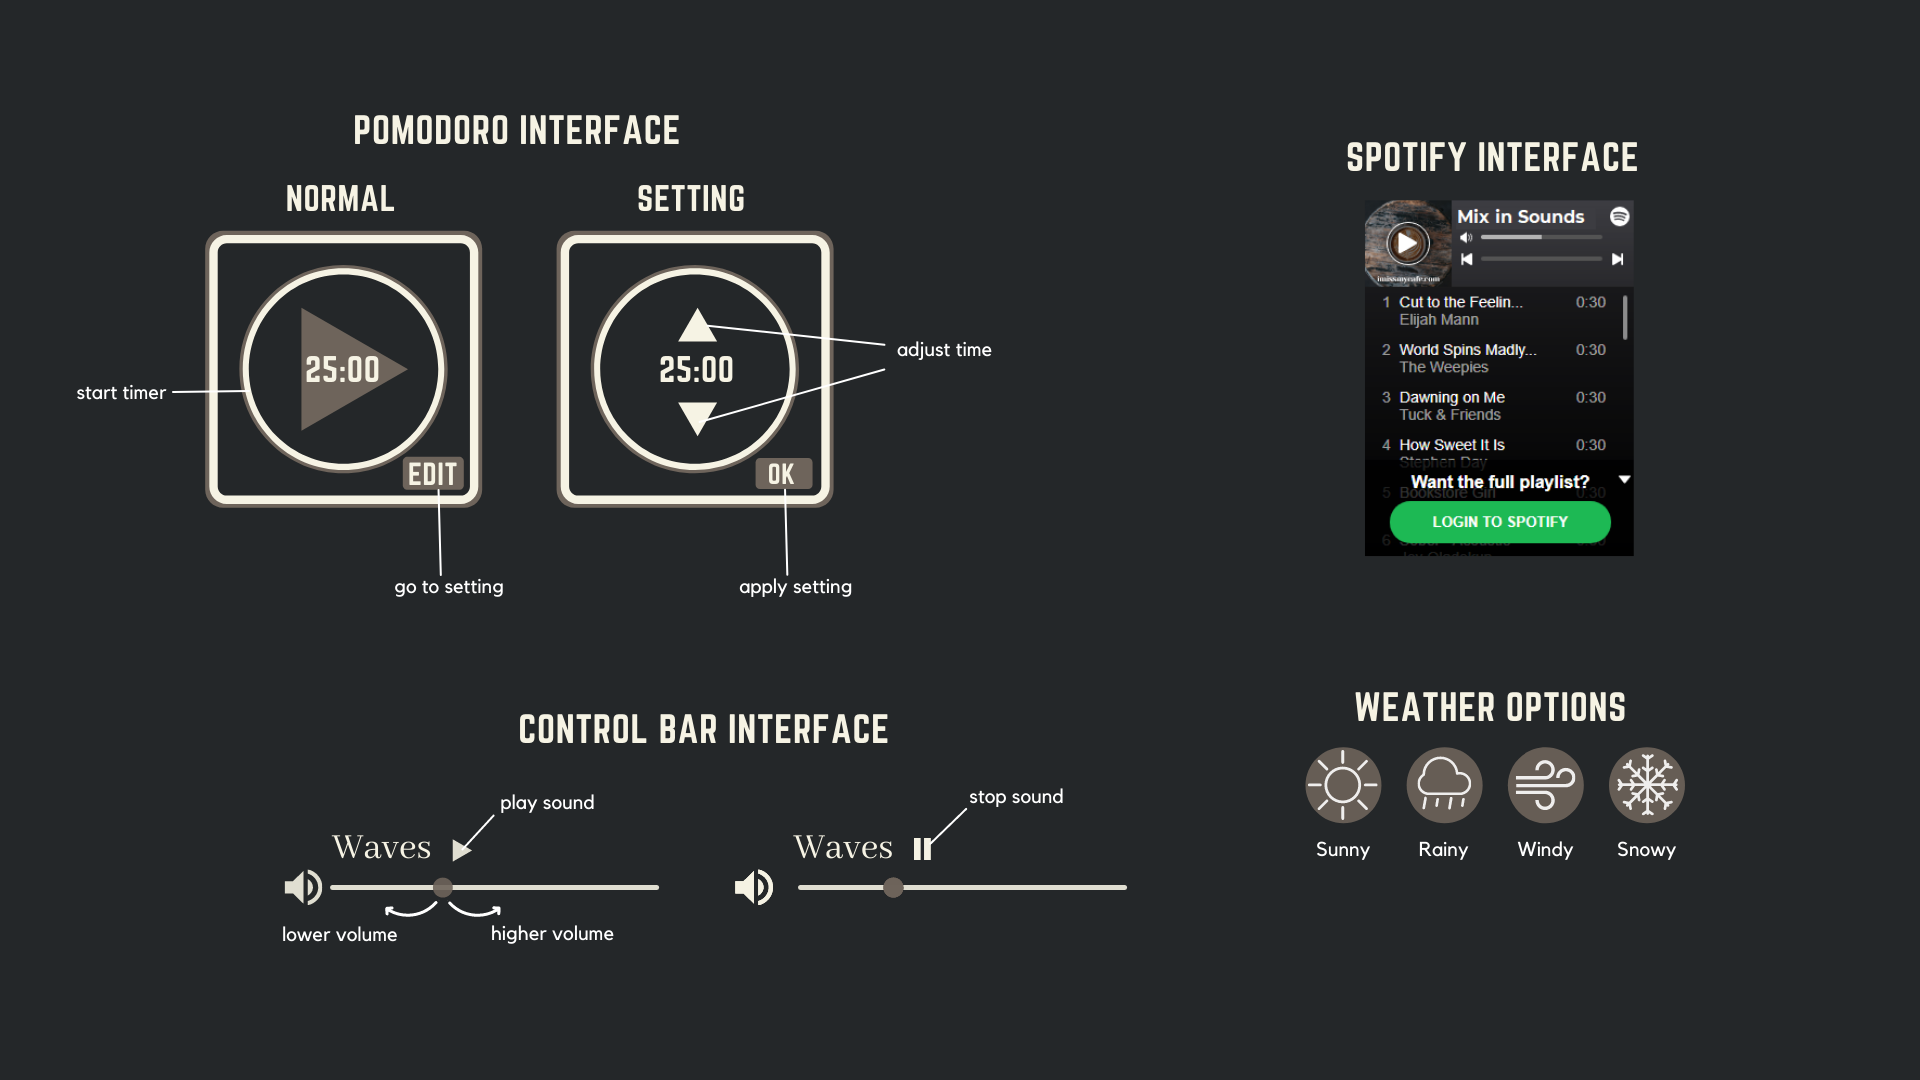 POMODORO INTERFACE
NORMAL
SETTING
25:00
start timer
EDIT
go to setting
25:00
adjust time
OK
apply setting
SPOTIFY INTERFACE
Mix in Sounds
imissmycafe.com
1 Cut to the Feelin... 0:30
Elijah Mann
2 World Spins Madly... 0:30
The Weepies
3 Dawning on Me 0:30
Tuck & Friends
4 How Sweet It Is 0:30
Stephen Day
Want the full playlist?
5 Bookstore Girl 0:30
LOGIN TO SPOTIFY
6
CONTROL BAR INTERFACE
play sound
Waves
lower volume
higher volume
stop sound
Waves
WEATHER OPTIONS
Sunny
Rainy
Windy
Snowy